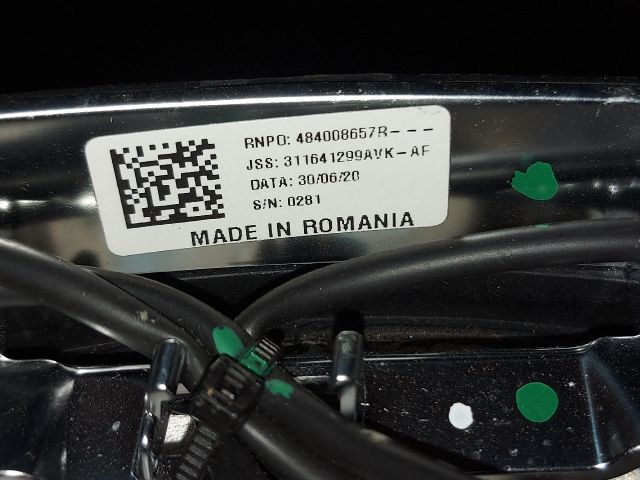 RNPO: 484008657R---
JSS: 311641299AVK-AF
DATA: 30/06/20
S/N: 0281
MADE IN ROMANIA